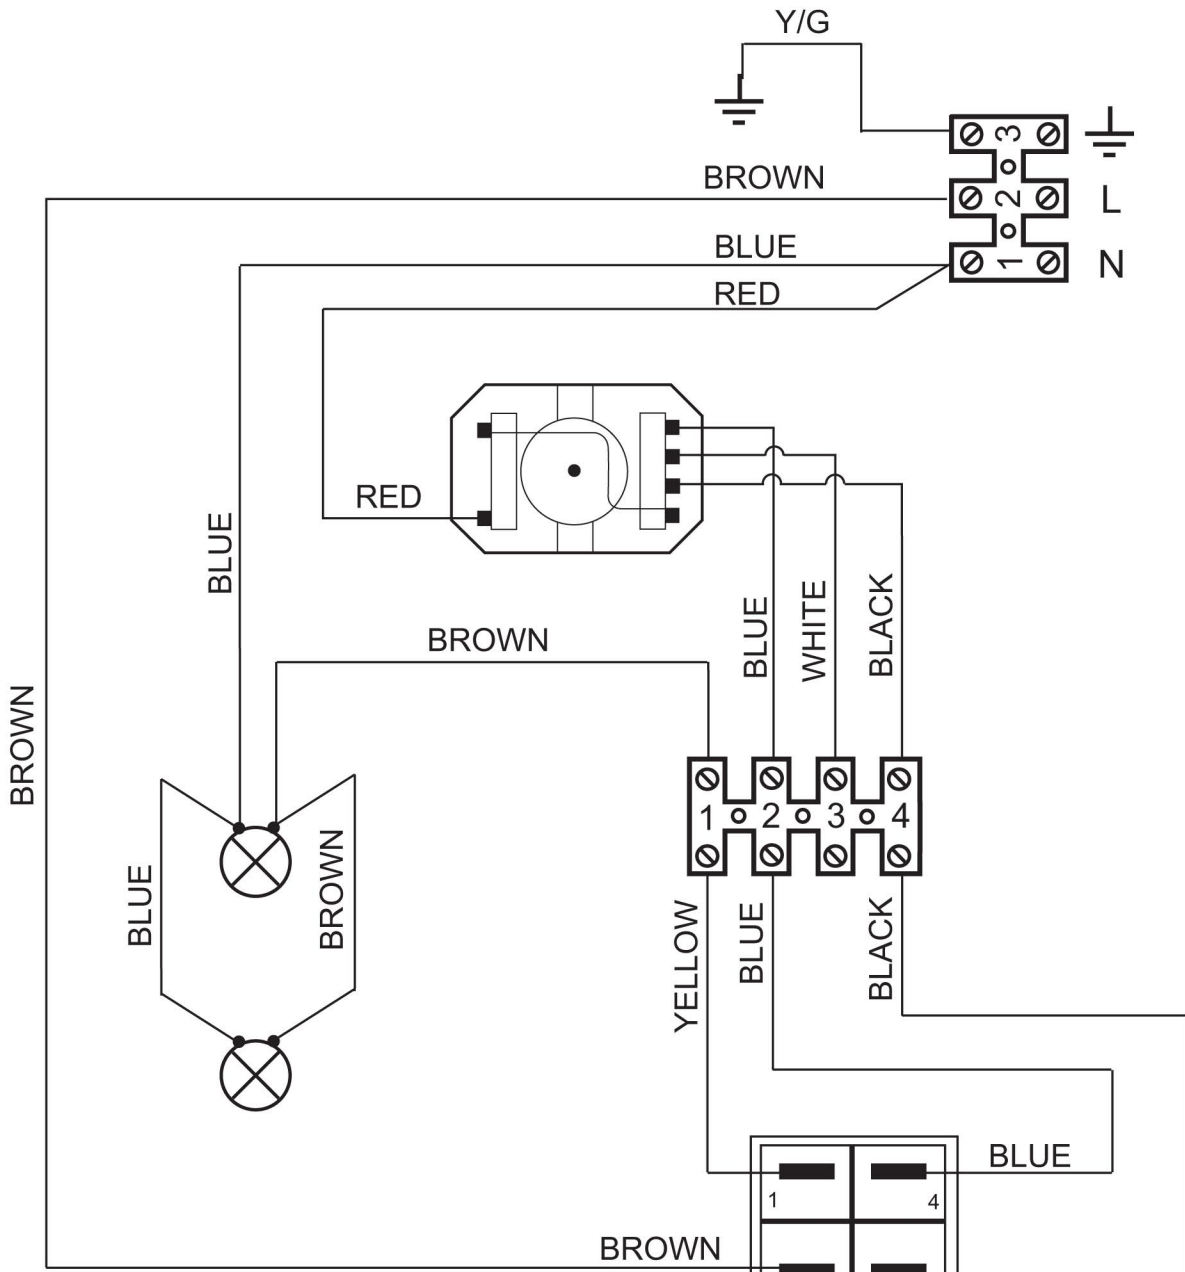 Y/G
3
BROWN
2
L
BLUE
1
N
RED
RED
BLUE
BROWN
BLUE
WHITE
BLACK
BROWN
1
2
3
4
BLUE
BROWN
YELLOW
BLUE
BLACK
BLUE
1
4
BROWN